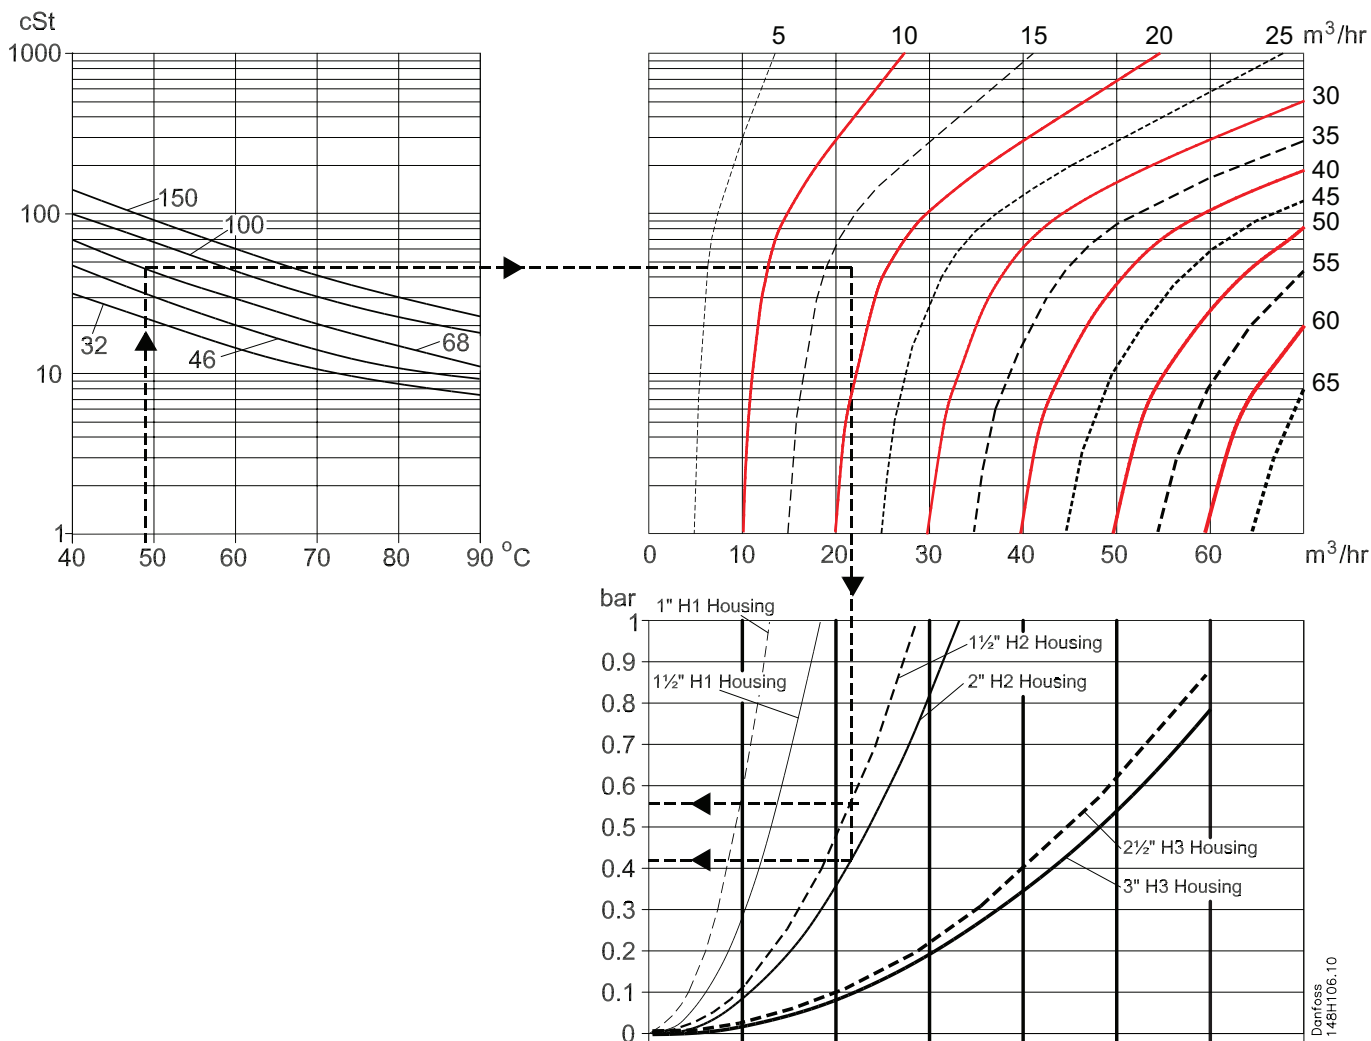 cSt
1000
100
10
1
40 50 60 70 80 90 °C
150
100
32
46
68
5 10 15 20 25 m³/hr
30
35
40
45
50
55
60
65
0 10 20 30 40 50 60 m³/hr
bar
1
0.9
0.8
0.7
0.6
0.5
0.4
0.3
0.2
0.1
0
1" H1 Housing
1½" H1 Housing
1½" H2 Housing
2" H2 Housing
2½" H3 Housing
3" H3 Housing
Danfoss
148H106.10